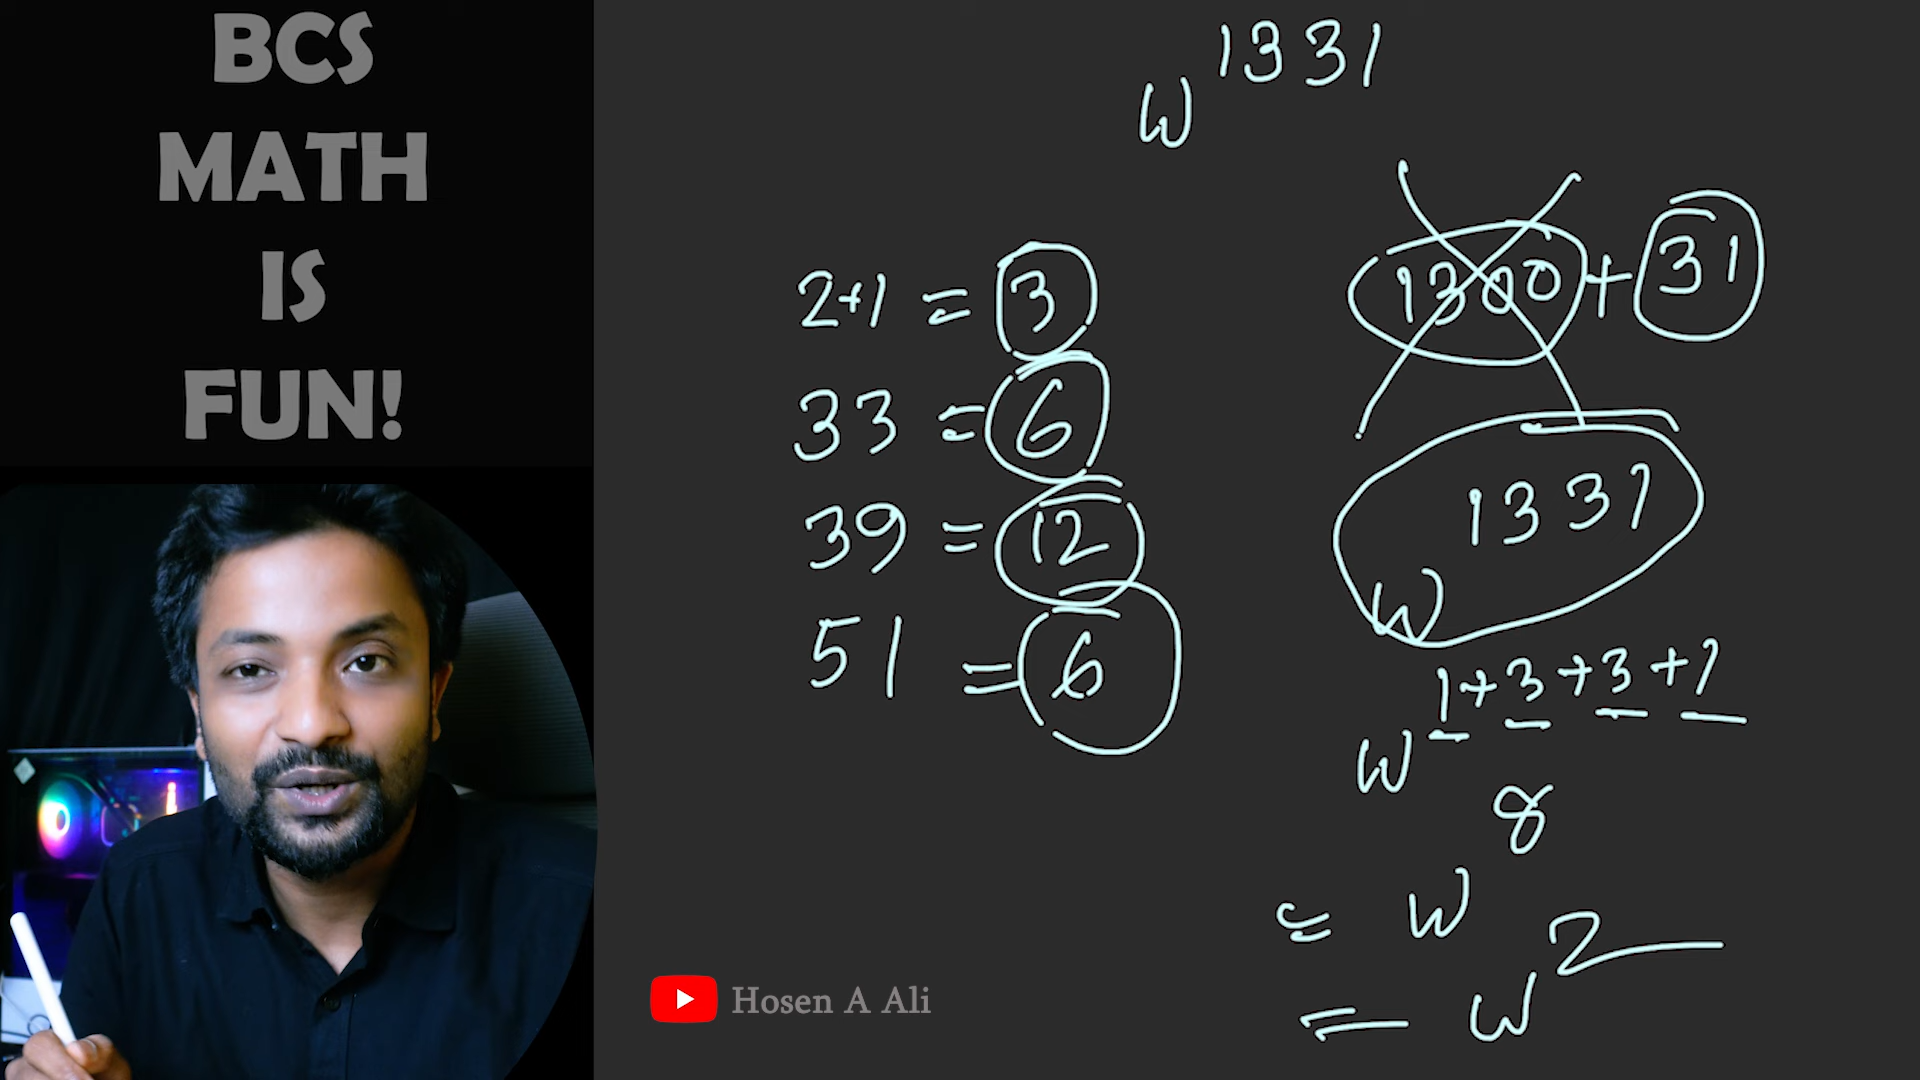 BCS
MATH
IS
FUN!
W^1331
1300 + 31
2+1 = 3
33 = 6
39 = 12
51 = 6
W^1331
W^1+3+3+1
= W^8
= W^2
Hosen A Ali